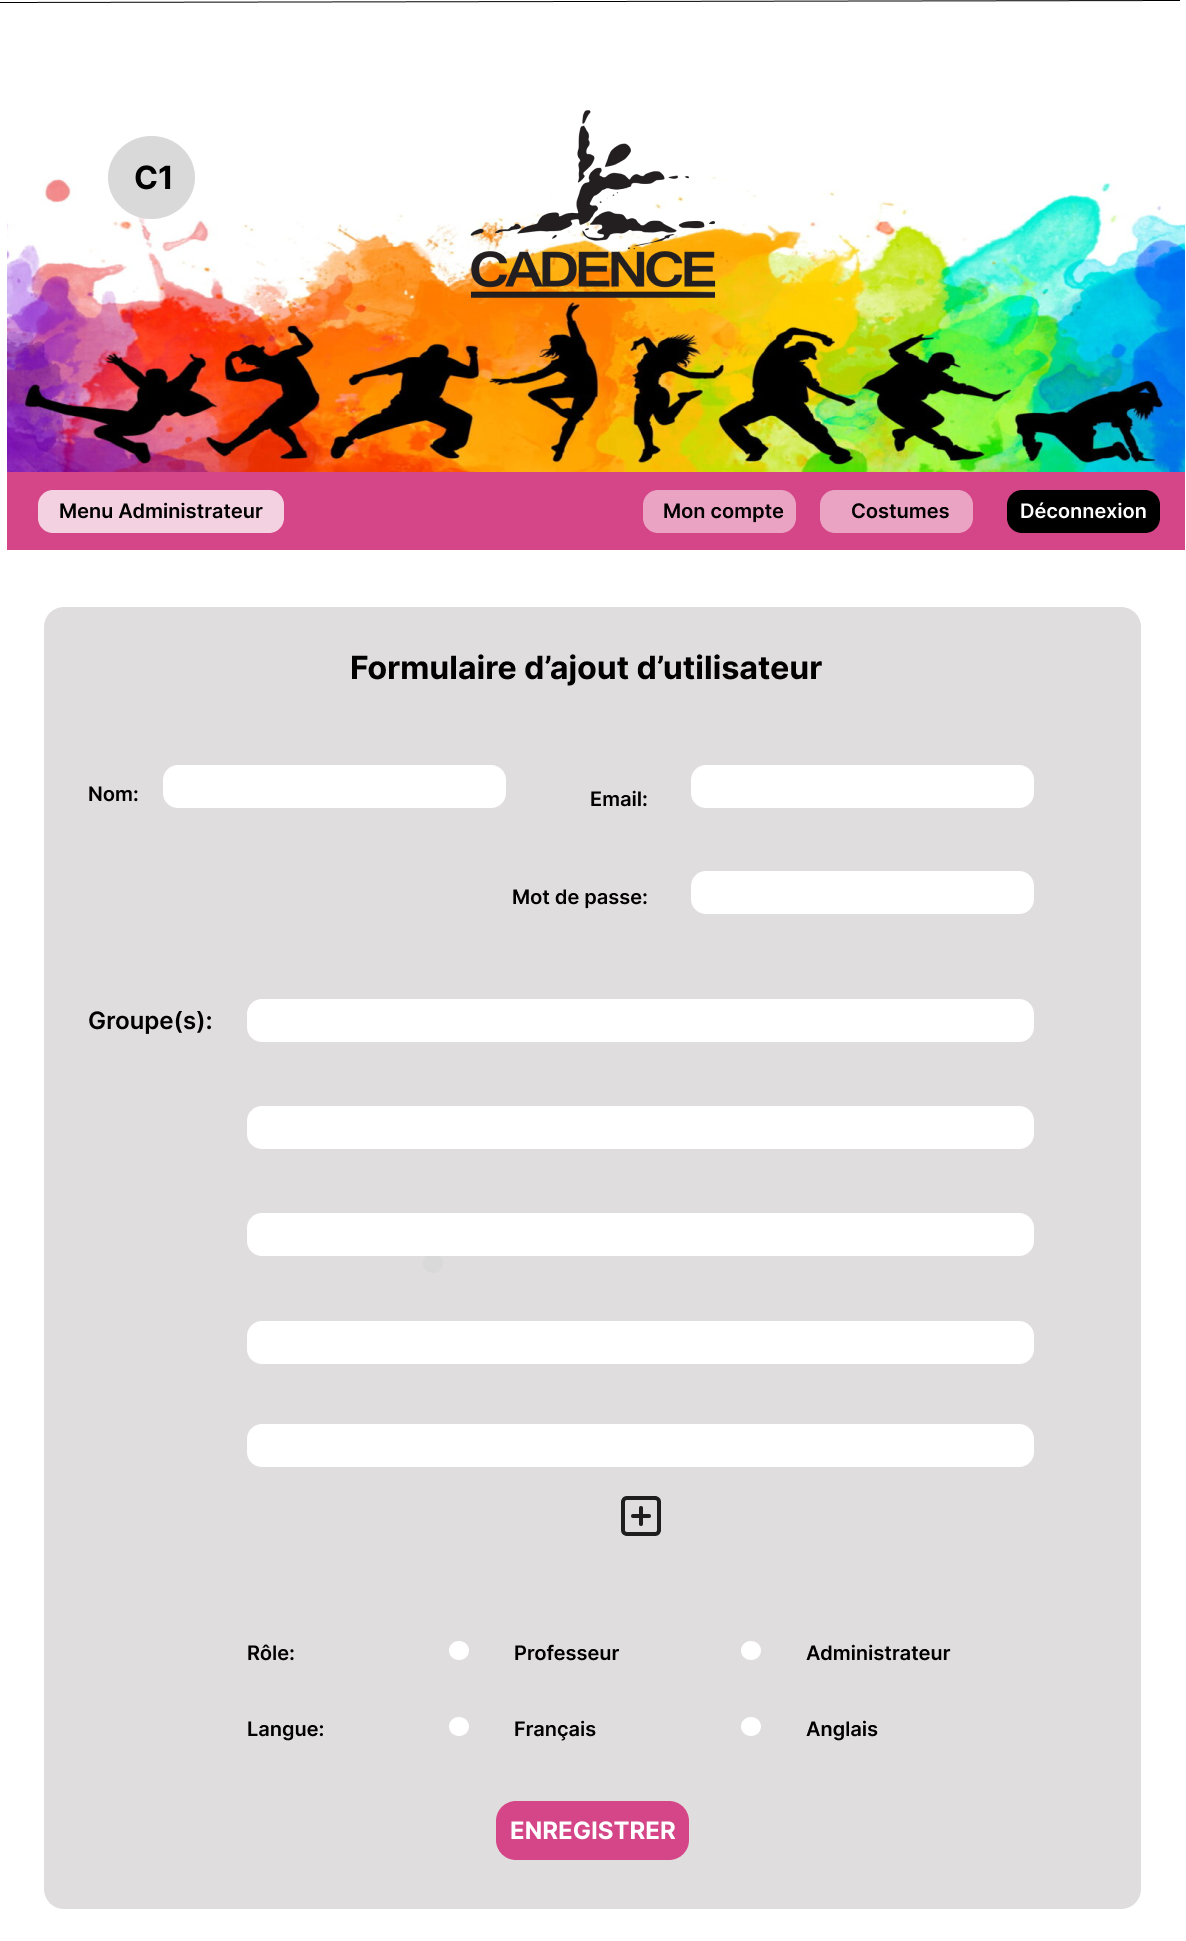 C1
CADENCE
Menu Administrateur
Mon compte
Costumes
Déconnexion
Formulaire d’ajout d’utilisateur
Nom:
Email:
Mot de passe:
Groupe(s):
Rôle:
Professeur
Administrateur
Langue:
Français
Anglais
ENREGISTRER